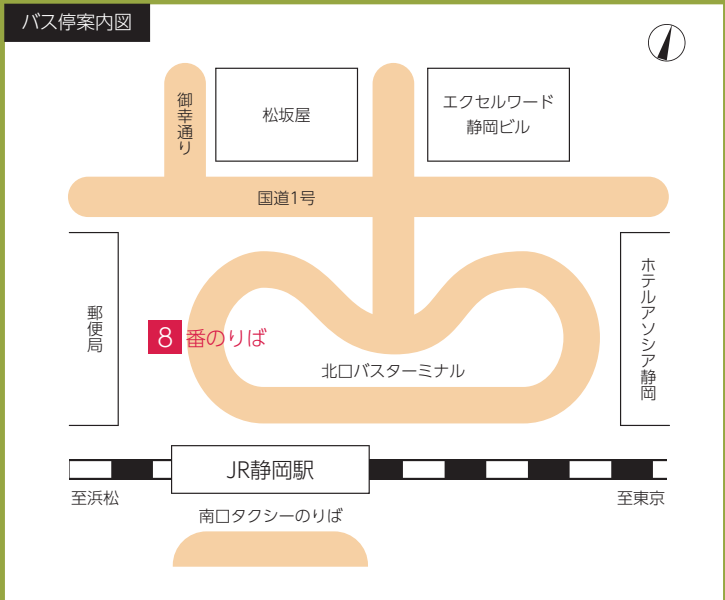 バス停案内図
御幸通り
松坂屋
エクセルワード
静岡ビル
国道1号
郵便局
8 番のりば
北口バスターミナル
ホテルアソシア静岡
JR静岡駅
至浜松
至東京
南口タクシーのりば